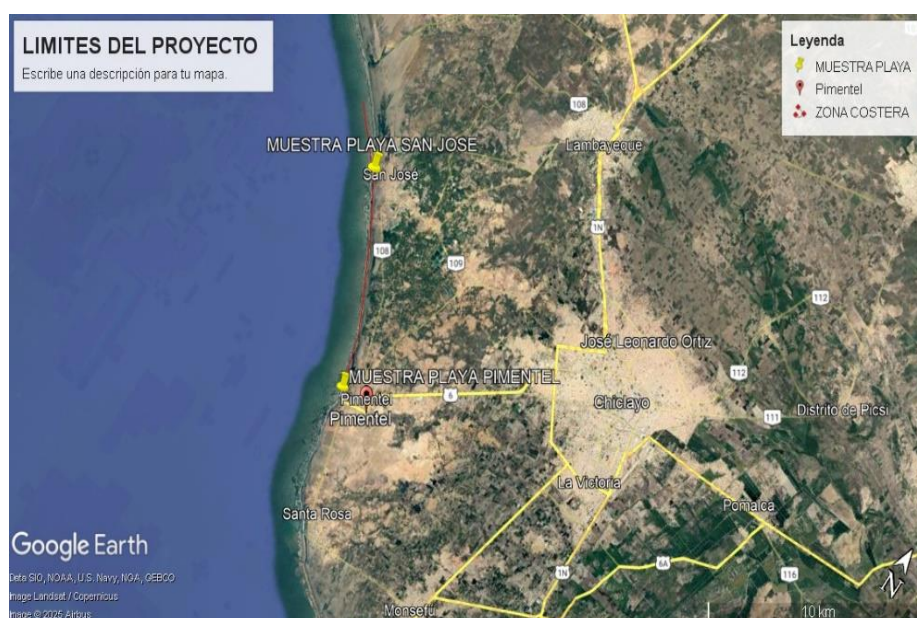 LIMITES DEL PROYECTO
Escribe una descripción para tu mapa.
Leyenda
MUESTRA PLAYA
Pimentel
ZONA COSTERA
108
Lambayeque
MUESTRA PLAYA SAN JOSE
San José
1N
108
109
112
José Leonardo Ortiz
112
MUESTRA PLAYA PIMENTEL
Pimentel
6
Chiclayo
Distrito de Picsi
111
Pimentel
La Victoria
Pomalca
Santa Rosa
Google Earth
Data SIO, NOAA, U.S. Navy, NGA, GEBCO
Image Landsat / Copernicus
Image © 2025 Airbus
1N
6A
116
N
Monsefú
10 km